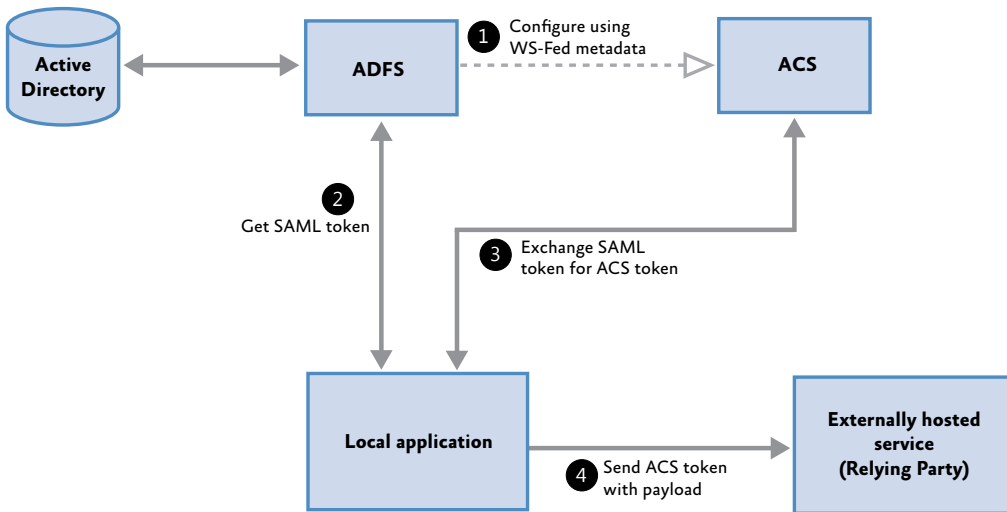 Active
Directory
ADFS
1
Configure using
WS-Fed metadata
ACS
2
Get SAML token
3
Exchange SAML
token for ACS token
Local application
4
Send ACS token
with payload
Externally hosted
service
(Relying Party)